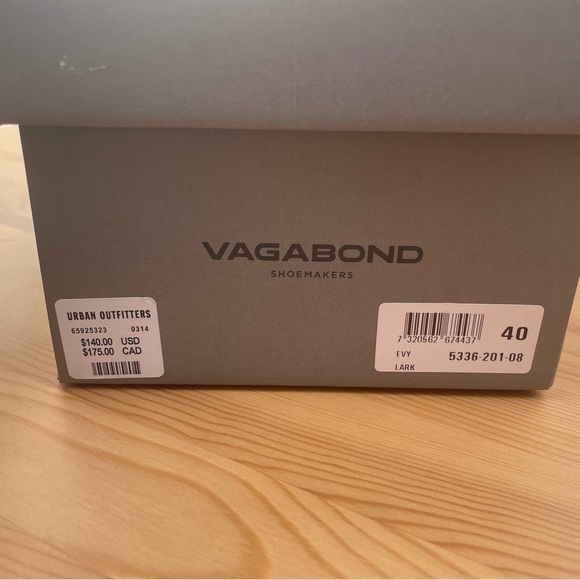 VAGABOND
SHOEMAKERS
URBAN OUTFITTERS
65925323 0314
$140.00 USD
$175.00 CAD
7 320562 674437
40
EVY 5336-201-08
LARK